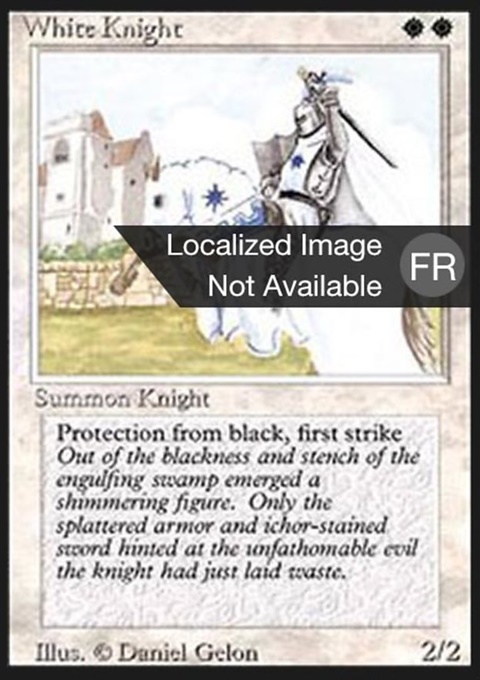 White Knight
Localized Image
Not Available
FR
Summon Knight
Protection from black, first strike
Out of the blackness and stench of the
engulfing swamp emerged a
shimmering figure. Only the
splattered armor and ichor-stained
sword hinted at the unfathomable evil
the knight had just laid waste.
Illus. © Daniel Gelon
2/2